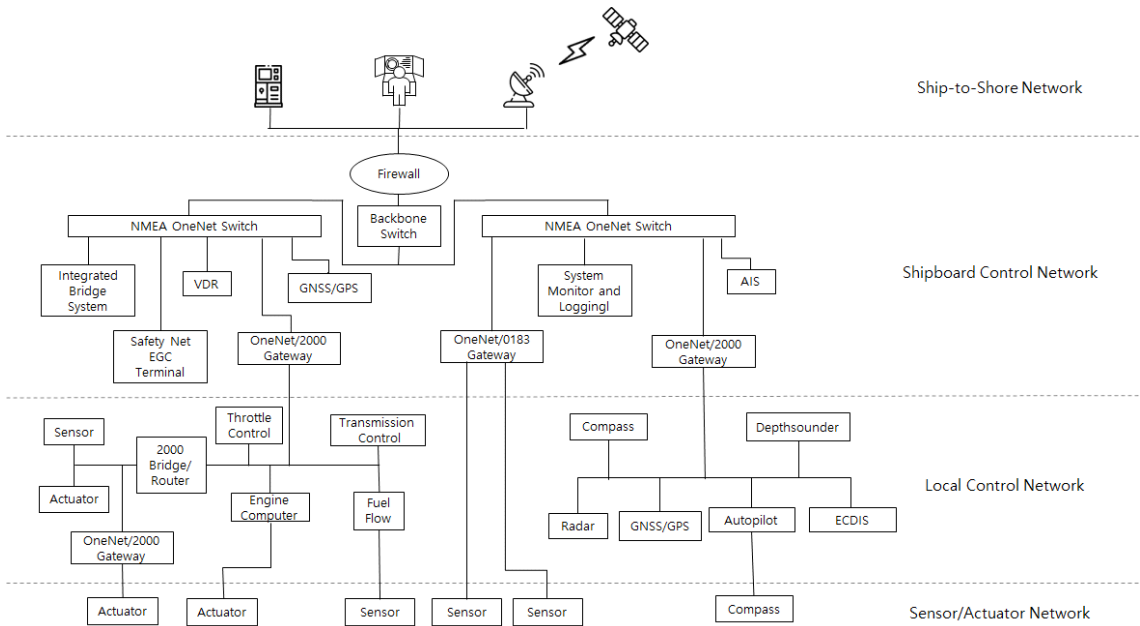 Ship-to-Shore Network
Firewall
Backbone
Switch
NMEA OneNet Switch
NMEA OneNet Switch
Integrated
Bridge
System
VDR
GNSS/GPS
System
Monitor and
Loggingl
AIS
Shipboard Control Network
Safety Net
EGC
Terminal
OneNet/2000
Gateway
OneNet/0183
Gateway
OneNet/2000
Gateway
Sensor
2000
Bridge/
Router
Throttle
Control
Transmission
Control
Compass
Depthsounder
Actuator
Engine
Computer
Fuel
Flow
Radar
GNSS/GPS
Autopilot
ECDIS
Local Control Network
OneNet/2000
Gateway
Actuator
Actuator
Sensor
Sensor
Sensor
Compass
Sensor/Actuator Network